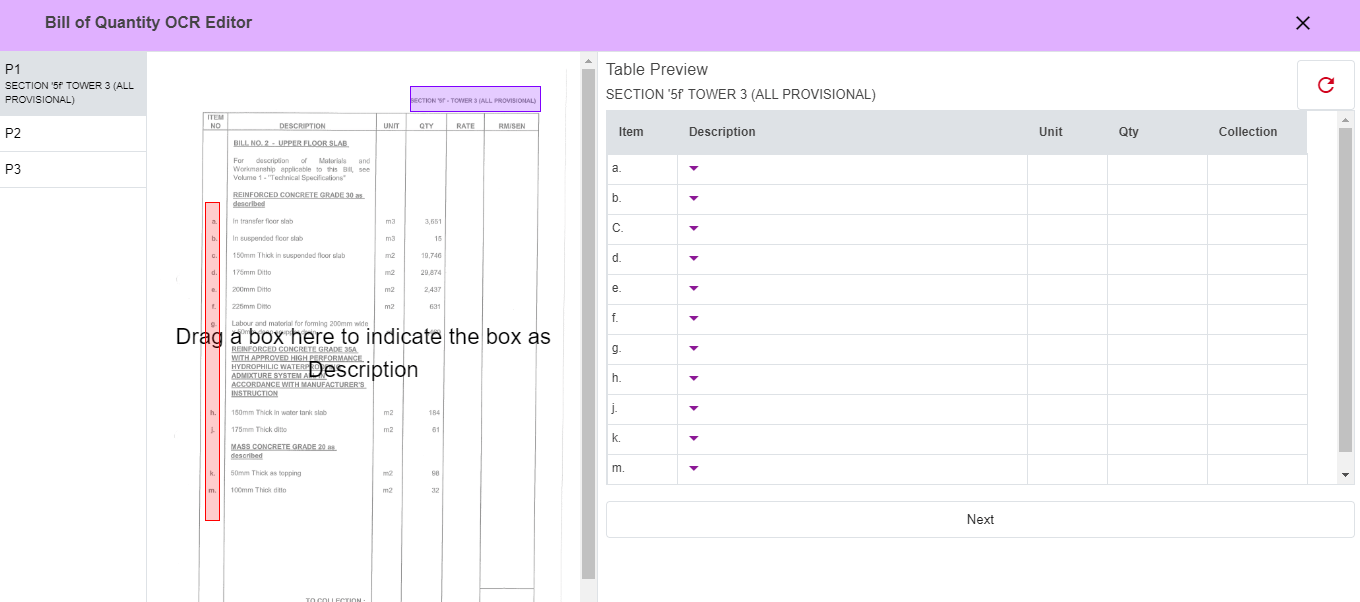 Bill of Quantity OCR Editor
P1
SECTION '5f' TOWER 3 (ALL
PROVISIONAL)
P2
P3
SECTION '5f' - TOWER 3 (ALL PROVISIONAL)
ITEM NO DESCRIPTION UNIT QTY RATE RM/SEN
BILL NO. 2 - UPPER FLOOR SLAB
For description of Materials and
Workmanship applicable to this Bill, see
Volume 1 - "Technical Specifications"
REINFORCED CONCRETE GRADE 30 as
described
a. In transfer floor slab m3 3,651
b. In suspended floor slab m3 15
c. 150mm Thick in suspended floor slab m2 19,746
d. 175mm Ditto m2 29,874
e. 200mm Ditto m2 2,437
f. 225mm Ditto m2 631
g. Labour and material for forming 200mm wide
Drag a box here to indicate the box as
Description
REINFORCED CONCRETE GRADE 35A
WITH APPROVED HIGH PERFORMANCE
HYDROPHILIC
ADMIXTURE SYSTEM
ACCORDANCE WITH MANUFACTURER'S
INSTRUCTION
h. 150mm Thick in water tank slab m2 184
j. 175mm Thick ditto m2 61
MASS CONCRETE GRADE 20 as
described
k. 50mm Thick as topping m2 98
m. 100mm Thick ditto m2 32
TO COLLECTION :
Table Preview
SECTION '5f' TOWER 3 (ALL PROVISIONAL)
Item Description Unit Qty Collection
a.
b.
C.
d.
e.
f.
g.
h.
j.
k.
m.
Next